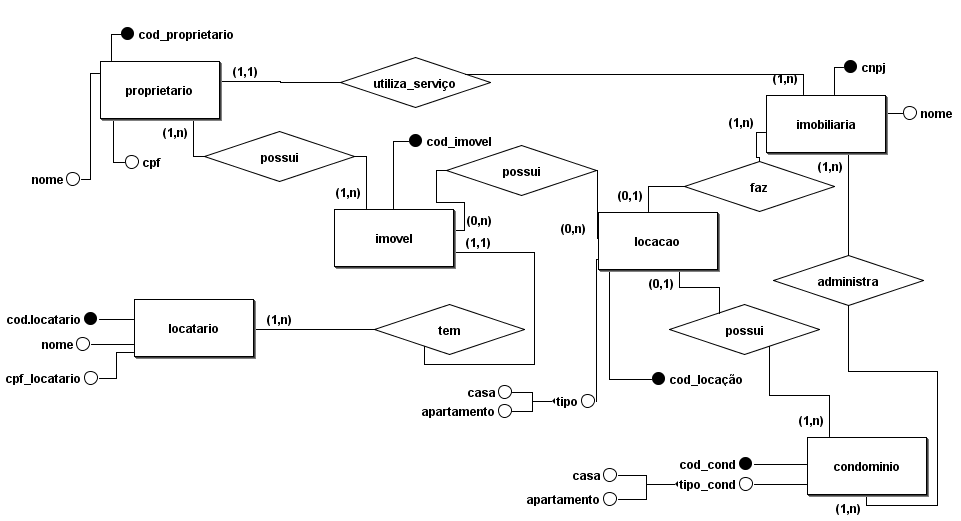 cod_proprietario
(1,1)
utiliza_serviço
(1,n)
cnpj
proprietario
nome
(1,n)
imobiliaria
(1,n)
cpf
nome
possui
cod_imovel
possui
(1,n)
faz
(1,n)
(0,1)
(0,n)
(0,n)
imovel
(1,1)
locacao
(0,1)
administra
cod.locatario
locatario
(1,n)
tem
possui
nome
cpf_locatario
cod_locação
casa
tipo
apartamento
(1,n)
cod_cond
condominio
casa
tipo_cond
apartamento
(1,n)